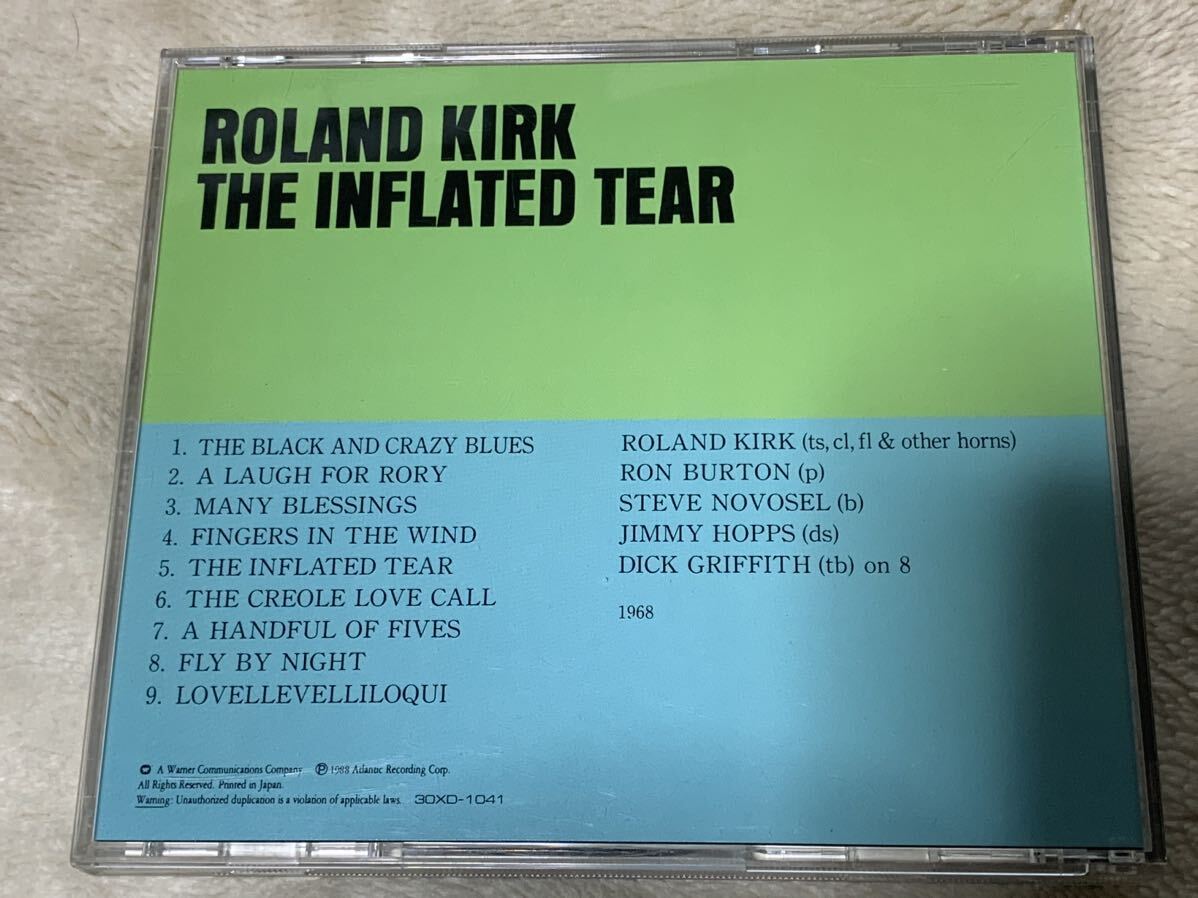 ROLAND KIRK
THE INFLATED TEAR
1. THE BLACK AND CRAZY BLUES
2. A LAUGH FOR RORY
3. MANY BLESSINGS
4. FINGERS IN THE WIND
5. THE INFLATED TEAR
6. THE CREOLE LOVE CALL
7. A HANDFUL OF FIVES
8. FLY BY NIGHT
9. LOVELLEVELLILOQUI
ROLAND KIRK (ts, cl, fl & other horns)
RON BURTON (p)
STEVE NOVOSEL (b)
JIMMY HOPPS (ds)
DICK GRIFFITH (tb) on 8
1968
A Warner Communications Company ℗ 1988 Atlantic Recording Corp.
All Rights Reserved. Printed in Japan.
Warning: Unauthorized duplication is a violation of applicable laws. 30XD-1041